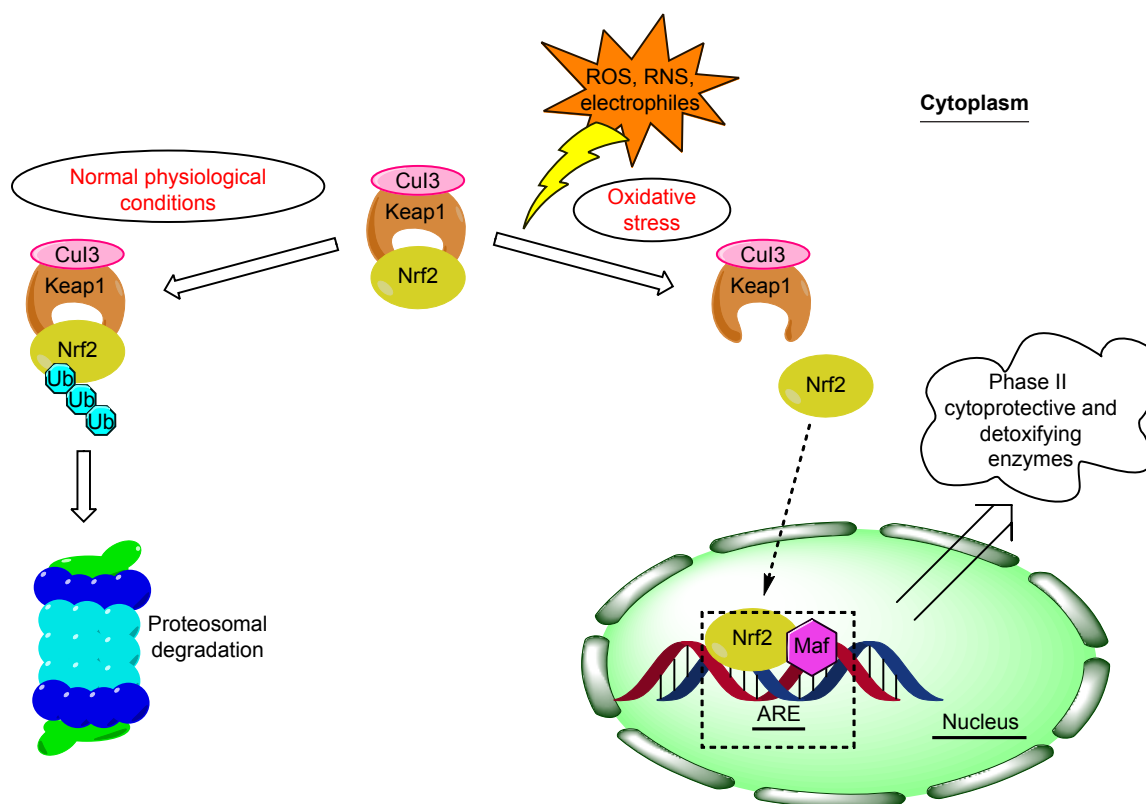 ROS, RNS,
electrophiles
Cytoplasm
Normal physiological
conditions
Cul3
Keap1
Nrf2
Oxidative
stress
Cul3
Keap1
Nrf2
Ub
Ub
Ub
Cul3
Keap1
Nrf2
Phase II
cytoprotective and
detoxifying
enzymes
Proteosomal
degradation
Nrf2
Maf
ARE
Nucleus